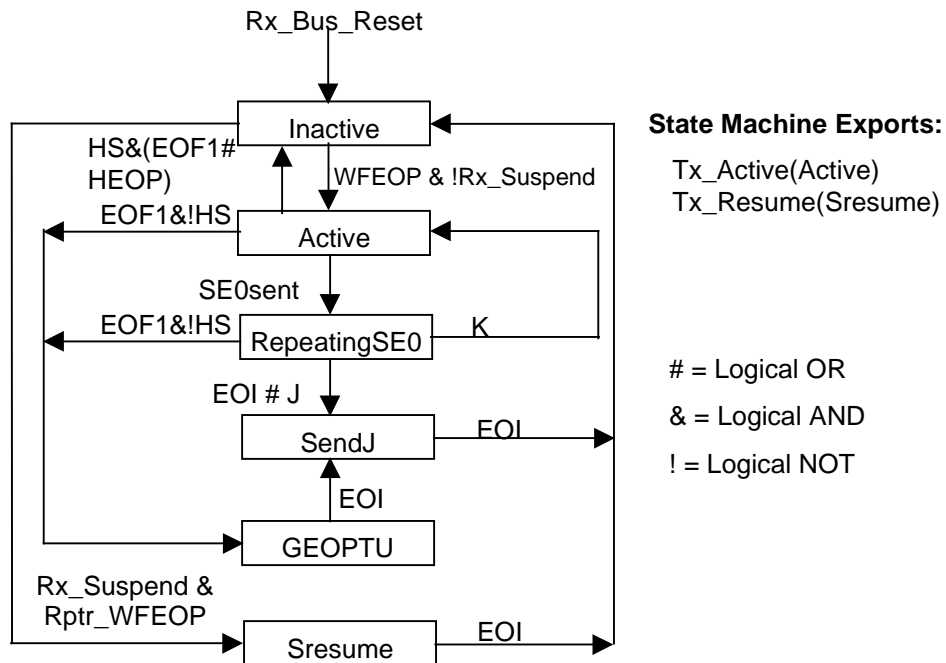 Rx_Bus_Reset
Inactive
HS&(EOF1#
HEOP)
WFEOP & !Rx_Suspend
EOF1&!HS
Active
SE0sent
EOF1&!HS
RepeatingSE0
K
EOI # J
SendJ
EOI
EOI
GEOPTU
Rx_Suspend &
Rptr_WFEOP
Sresume
EOI
State Machine Exports:
Tx_Active(Active)
Tx_Resume(Sresume)
# = Logical OR
& = Logical AND
! = Logical NOT